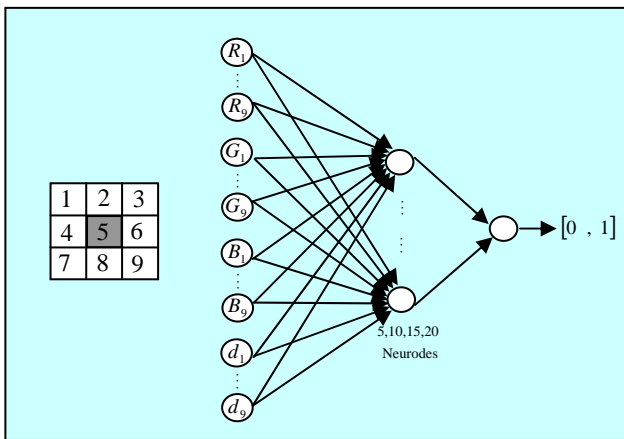 1 2 3
4 5 6
7 8 9
R₁
⋮
R₉
G₁
⋮
G₉
B₁
⋮
B₉
d₁
⋮
d₉
5,10,15,20
Neurodes
[0 , 1]